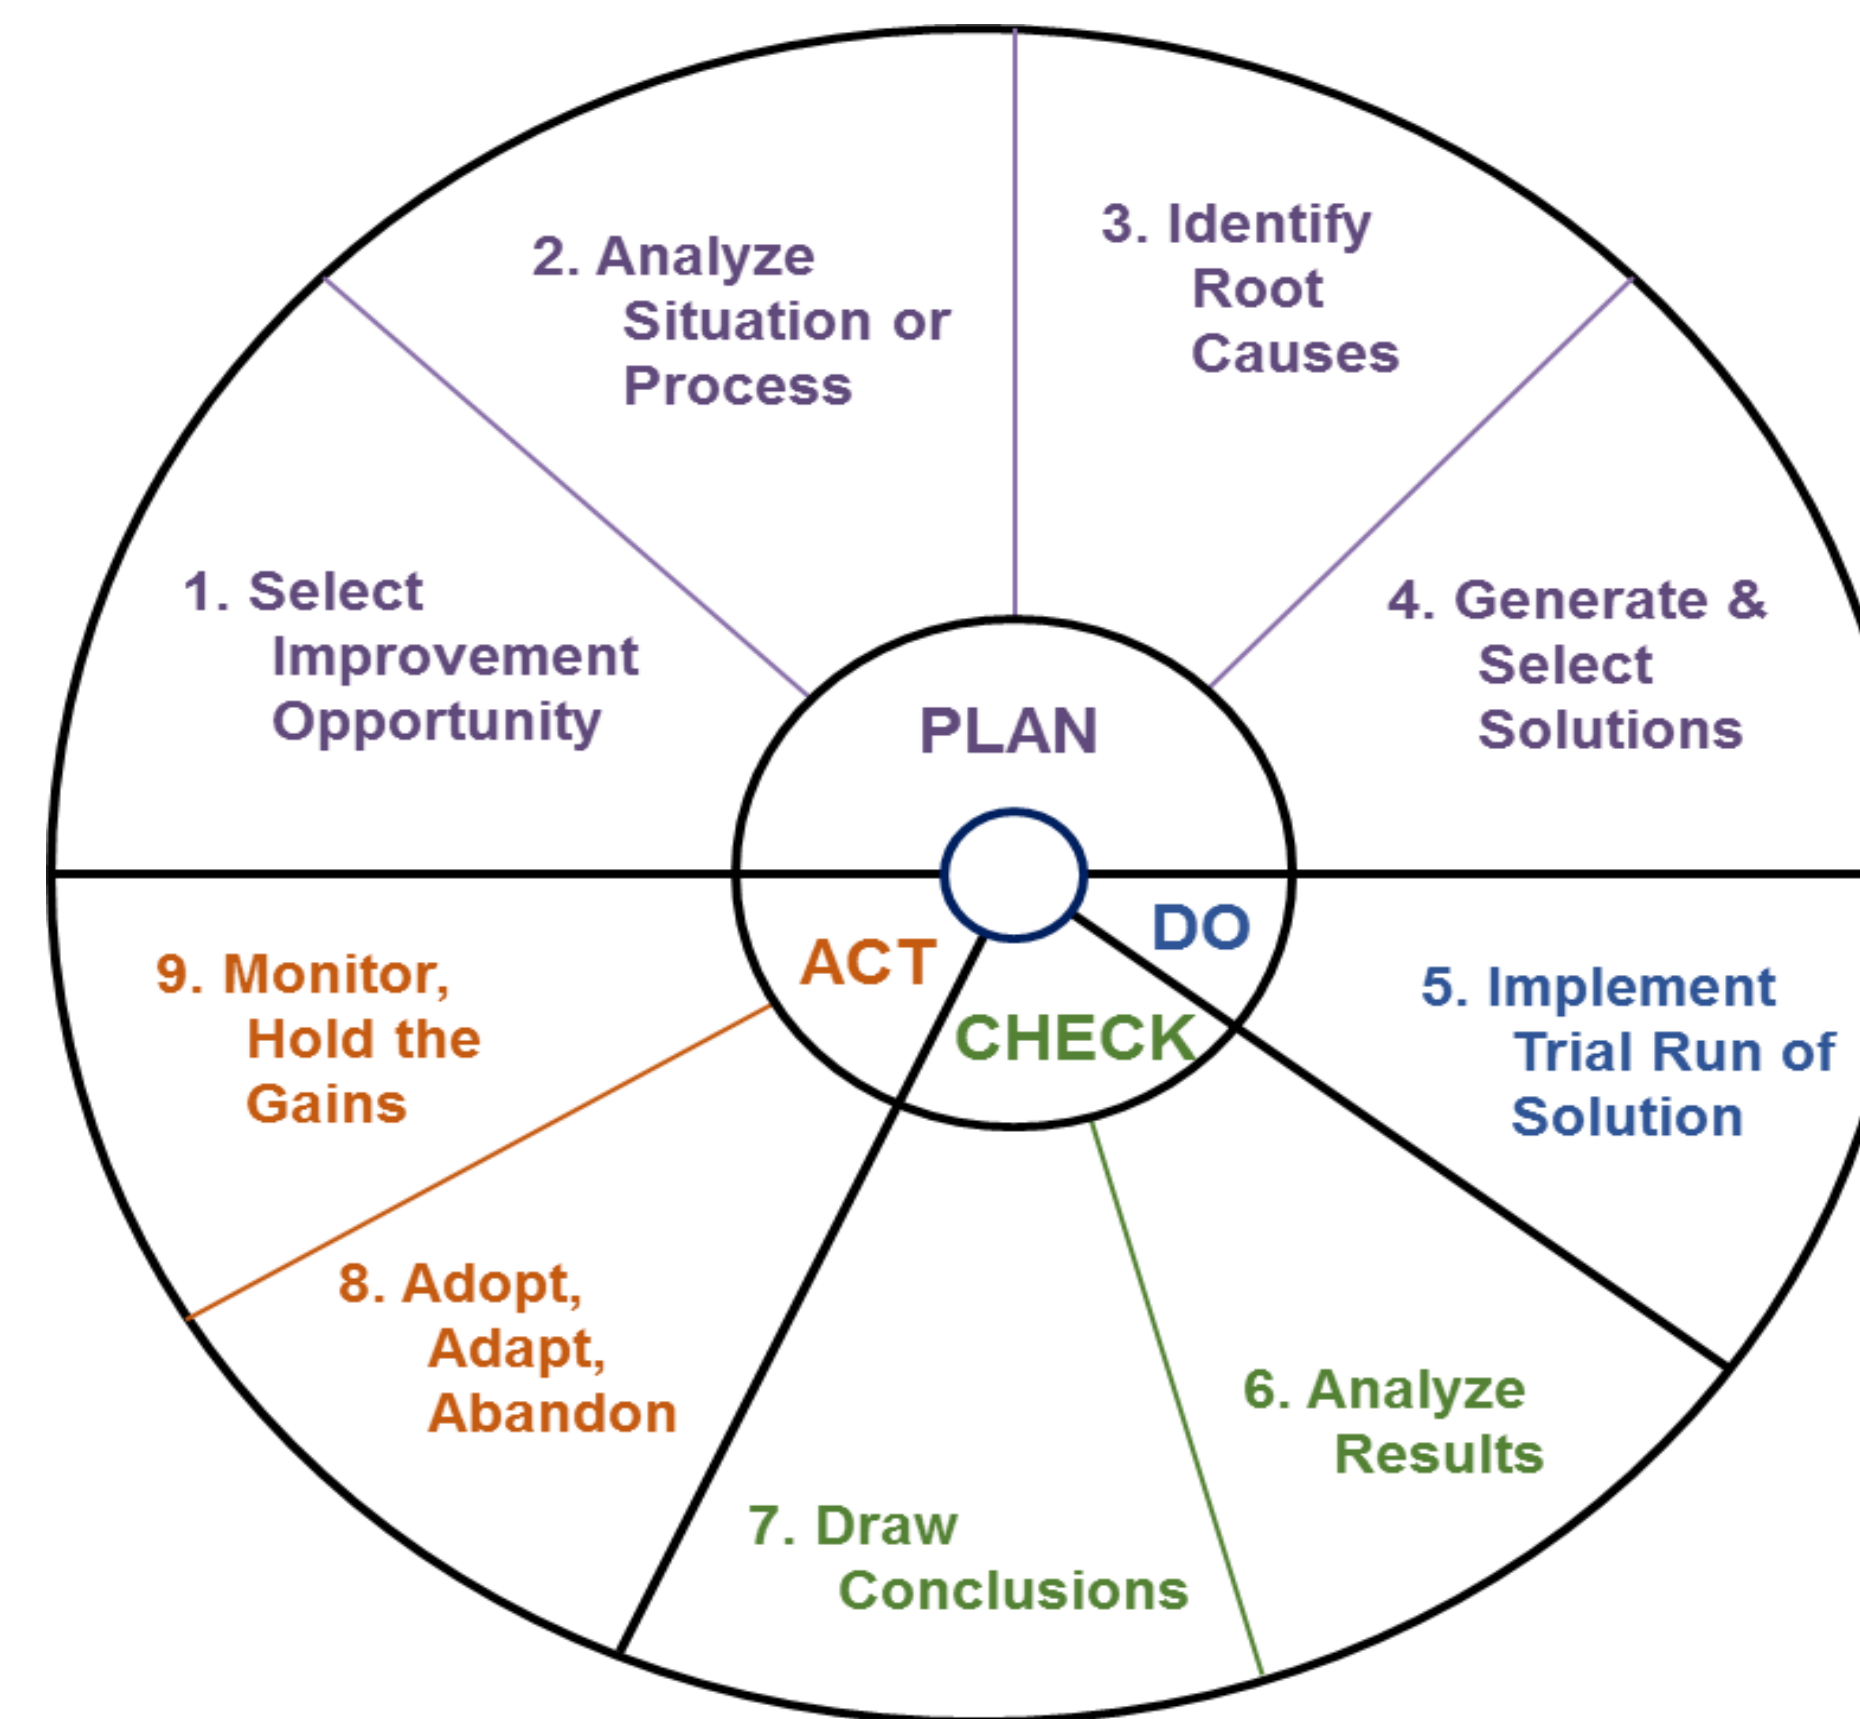 1. Select
Improvement
Opportunity
2. Analyze
Situation or
Process
3. Identify
Root
Causes
4. Generate &
Select
Solutions
PLAN
DO
CHECK
ACT
5. Implement
Trial Run of
Solution
6. Analyze
Results
7. Draw
Conclusions
8. Adopt,
Adapt,
Abandon
9. Monitor,
Hold the
Gains